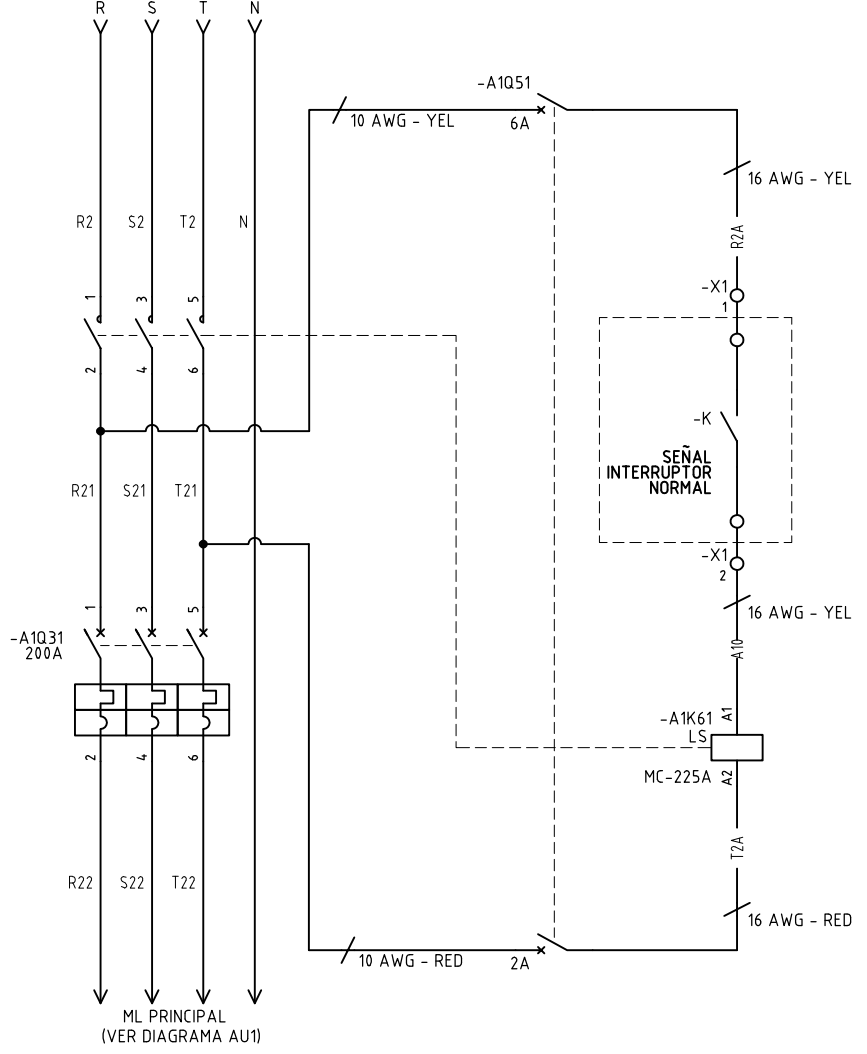 R S T N
-A1Q51
10 AWG - YEL
6A
16 AWG - YEL
R2 S2 T2 N
R2A
1 3 5
-X1
1
2 4 6
-K
SEÑAL
INTERRUPTOR
NORMAL
R21 S21 T21
-X1
2
1 3 5
16 AWG - YEL
-A1Q31
200A
A10
A1
-A1K61
LS
2 4 6
MC-225A
A2
T2A
R22 S22 T22
16 AWG - RED
10 AWG - RED
2A
ML PRINCIPAL
(VER DIAGRAMA AU1)